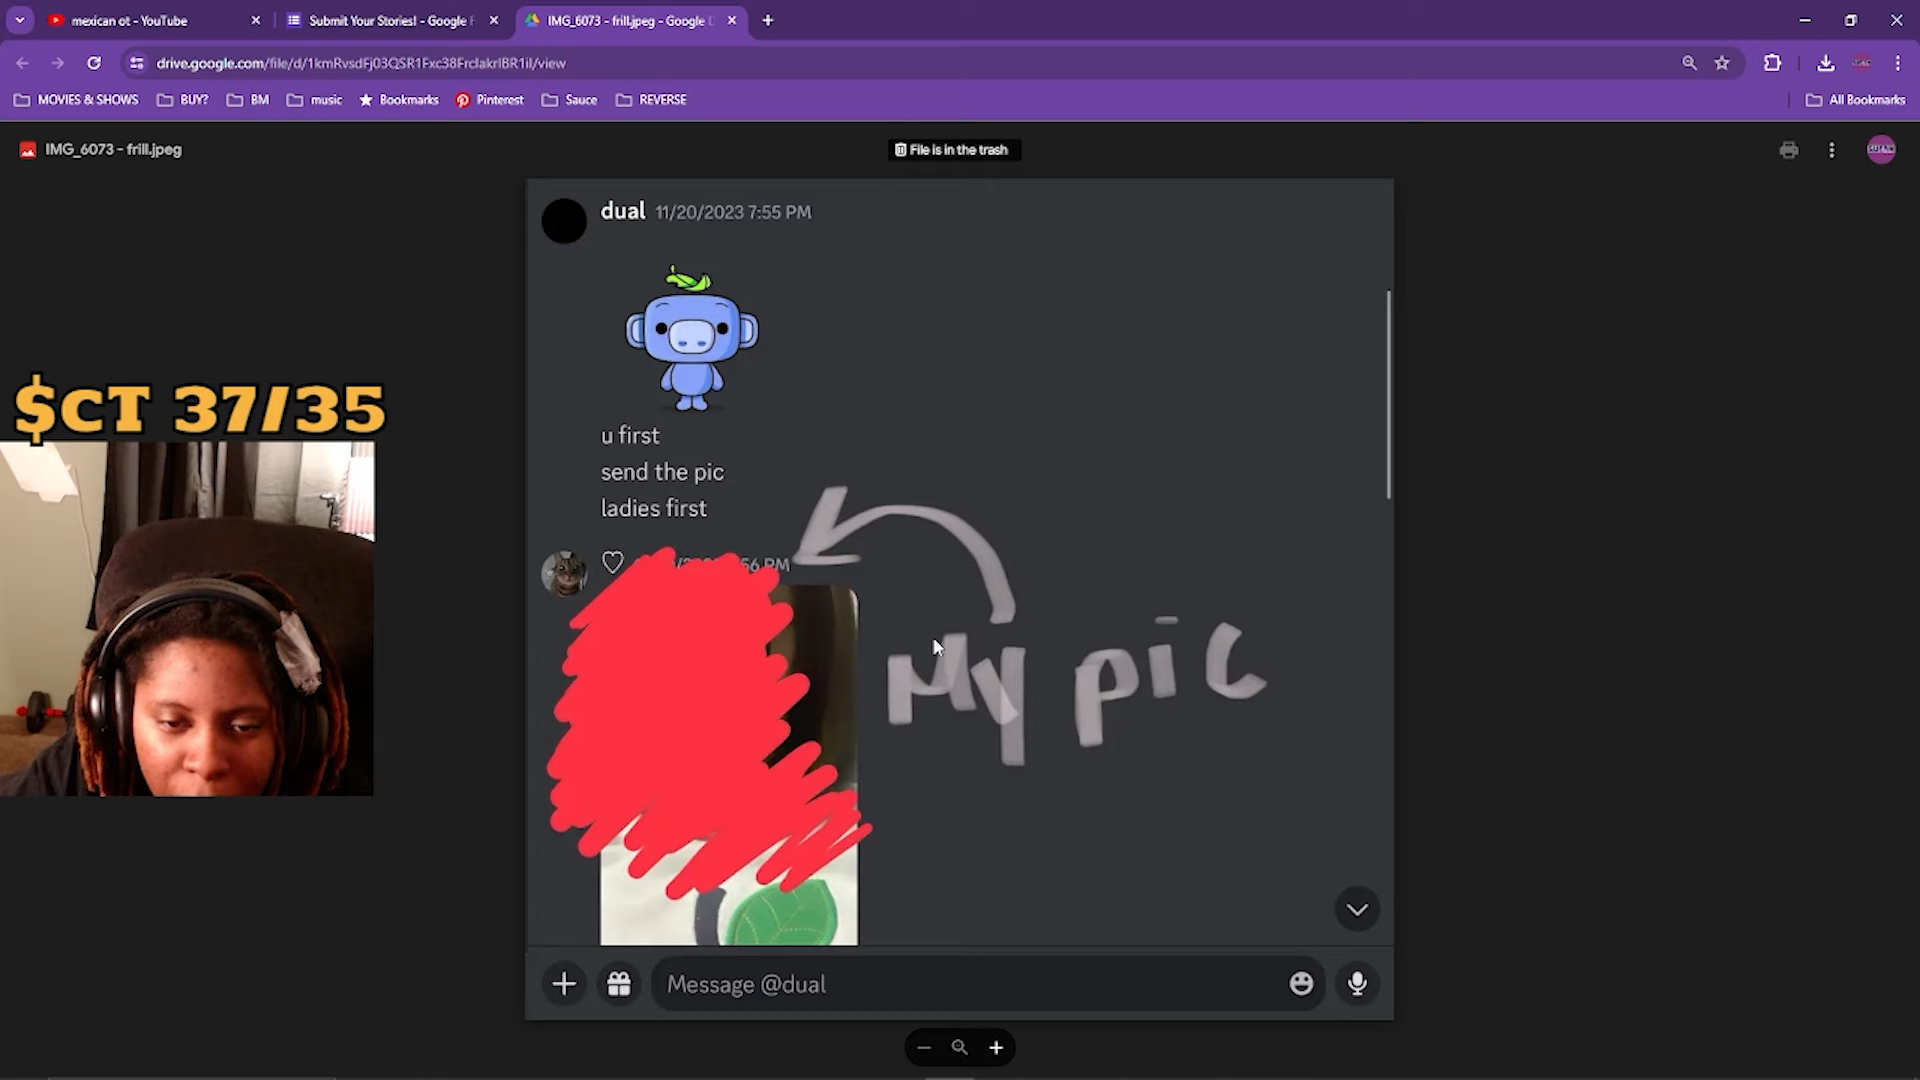 mexican ot - YouTube
Submit Your Stories! - Google F
IMG_6073 - frill.jpeg - Google D
drive.google.com/file/d/1kmRvsdFj03QSR1Fxc38FrclakrlBR1il/view
MOVIES & SHOWS
BUY?
BM
music
Bookmarks
Pinterest
Sauce
REVERSE
All Bookmarks
IMG_6073 - frill.jpeg
File is in the trash
dual 11/20/2023 7:55 PM
u first
send the pic
ladies first
56 PM
My pic
$CT 37/35
Message @dual